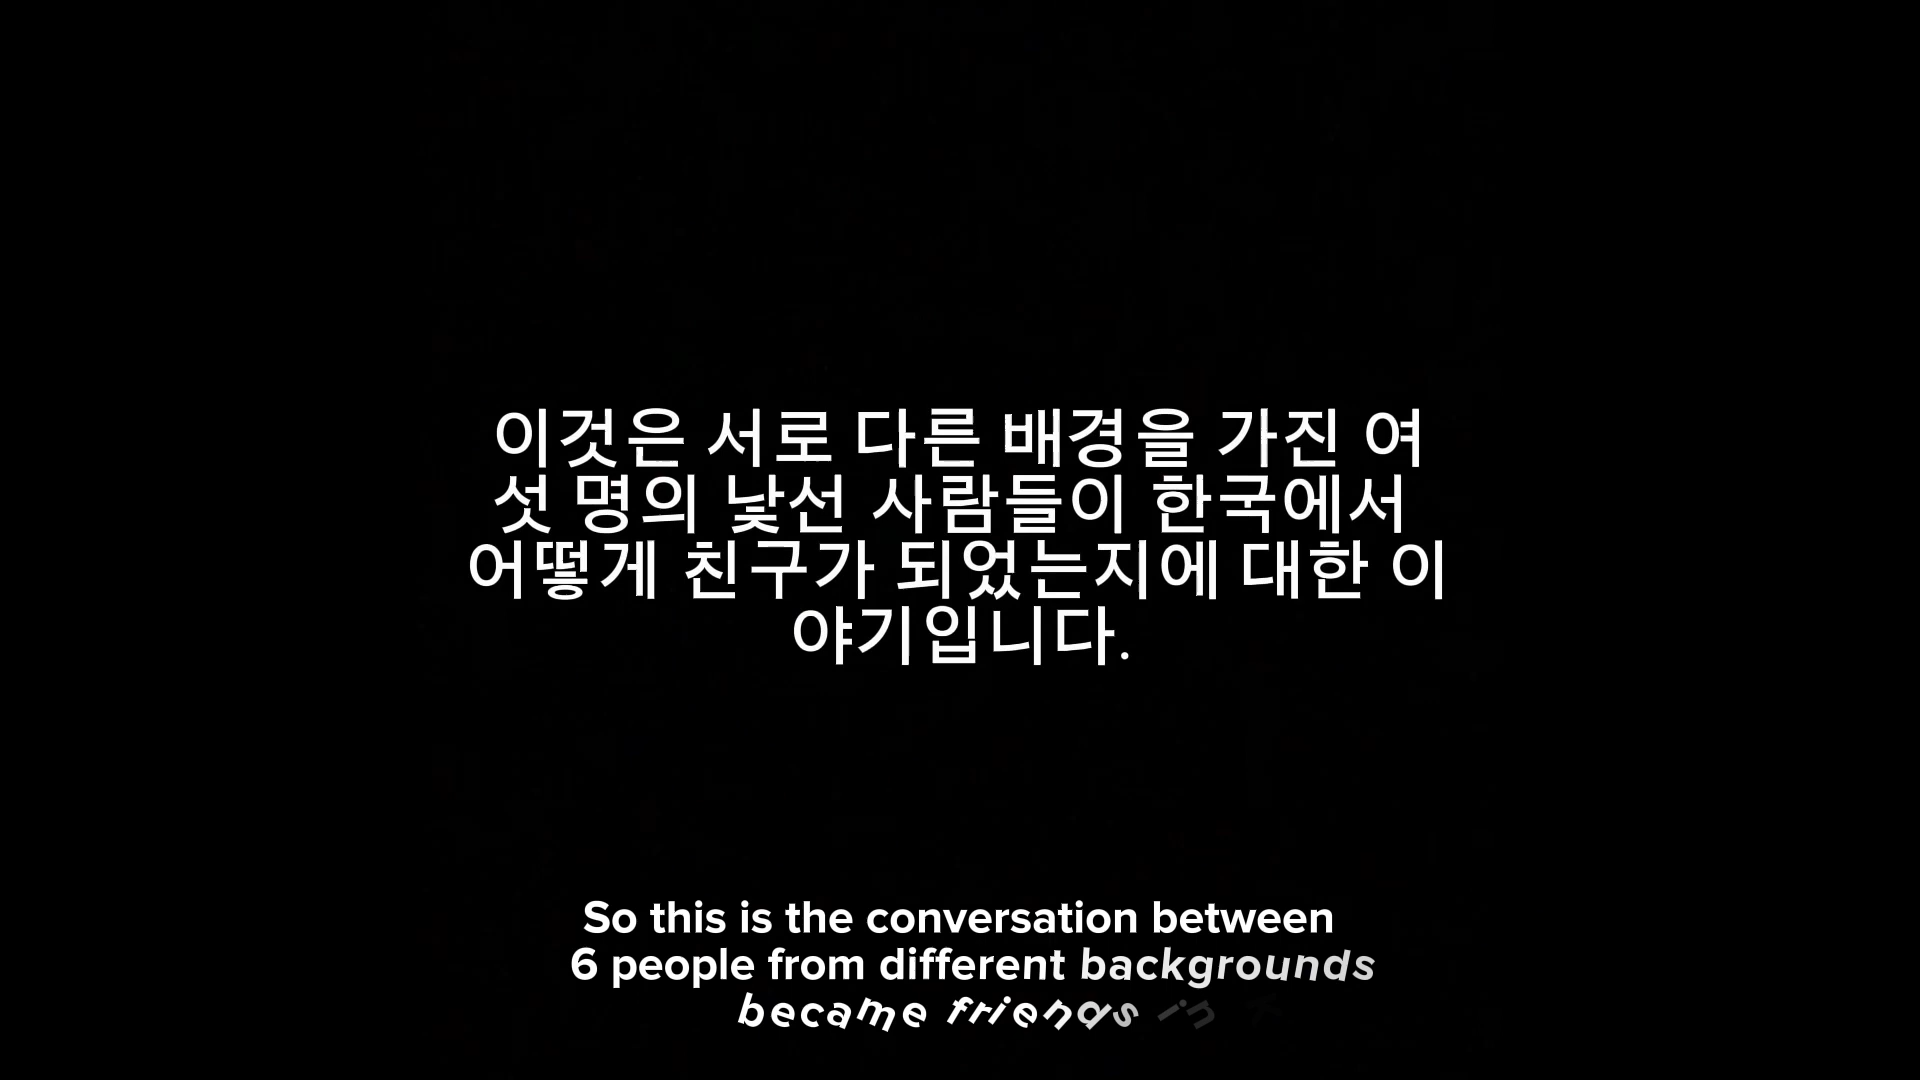 이것은 서로 다른 배경을 가진 여
섯 명의 낯선 사람들이 한국에서
어떻게 친구가 되었는지에 대한 이
야기입니다.
So this is the conversation between
6 people from different backgrounds
became friends in K